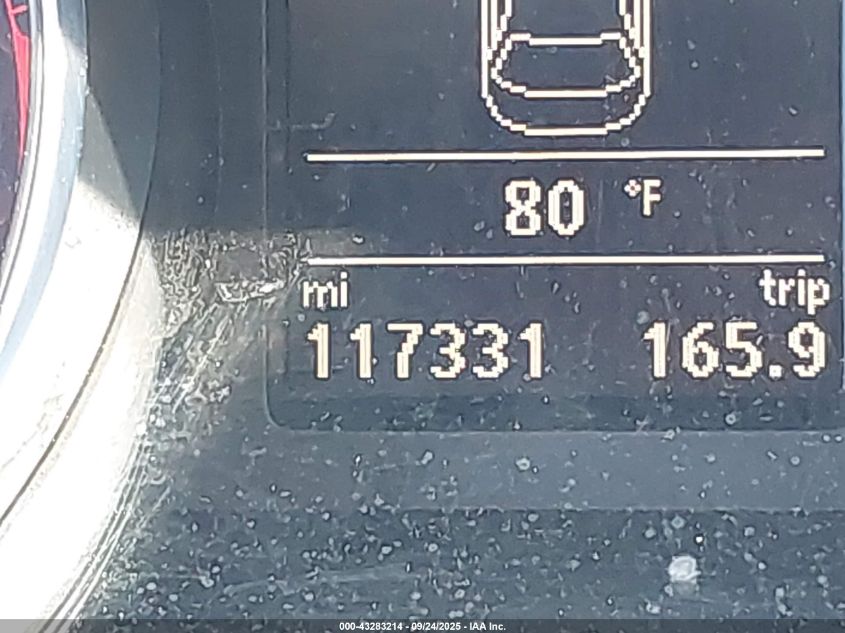 80 °F
mi trip
117331 165.9
000-43283214 - 09/24/2025 - IAA Inc.